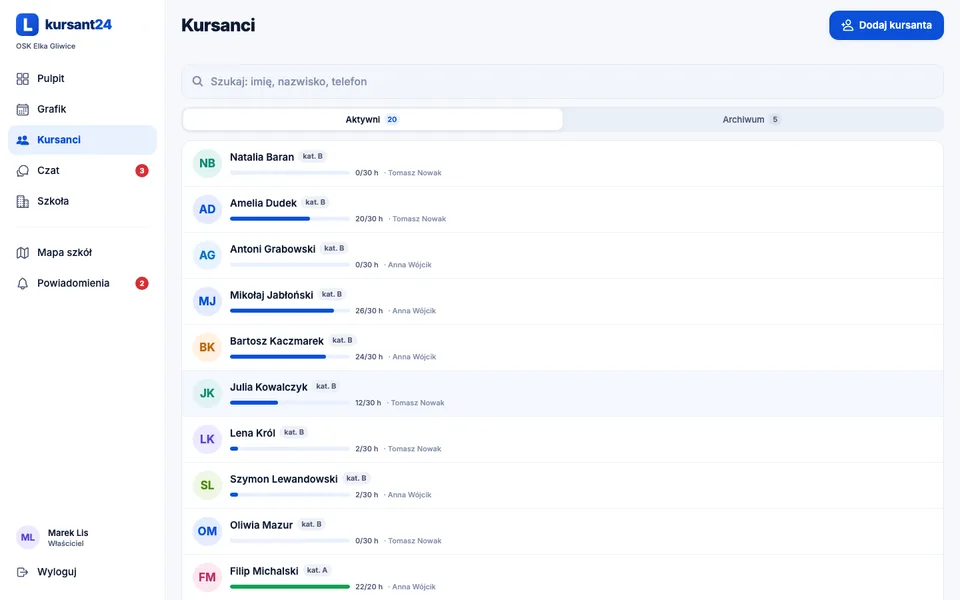 L kursant24
OSK Elka Gliwice
Pulpit
Grafik
Kursanci
Czat 3
Szkoła
Mapa szkół
Powiadomienia 2
ML Marek Lis
Właściciel
Wyloguj
Kursanci
Dodaj kursanta
Szukaj: imię, nazwisko, telefon
Aktywni 20
Archiwum 5
NB Natalia Baran kat. B
0/30 h · Tomasz Nowak
AD Amelia Dudek kat. B
20/30 h · Tomasz Nowak
AG Antoni Grabowski kat. B
0/30 h · Anna Wójcik
MJ Mikołaj Jabłoński kat. B
26/30 h · Anna Wójcik
BK Bartosz Kaczmarek kat. B
24/30 h · Anna Wójcik
JK Julia Kowalczyk kat. B
12/30 h · Tomasz Nowak
LK Lena Król kat. B
2/30 h · Tomasz Nowak
SL Szymon Lewandowski kat. B
2/30 h · Anna Wójcik
OM Oliwia Mazur kat. B
0/30 h · Tomasz Nowak
FM Filip Michalski kat. A
22/20 h · Anna Wójcik